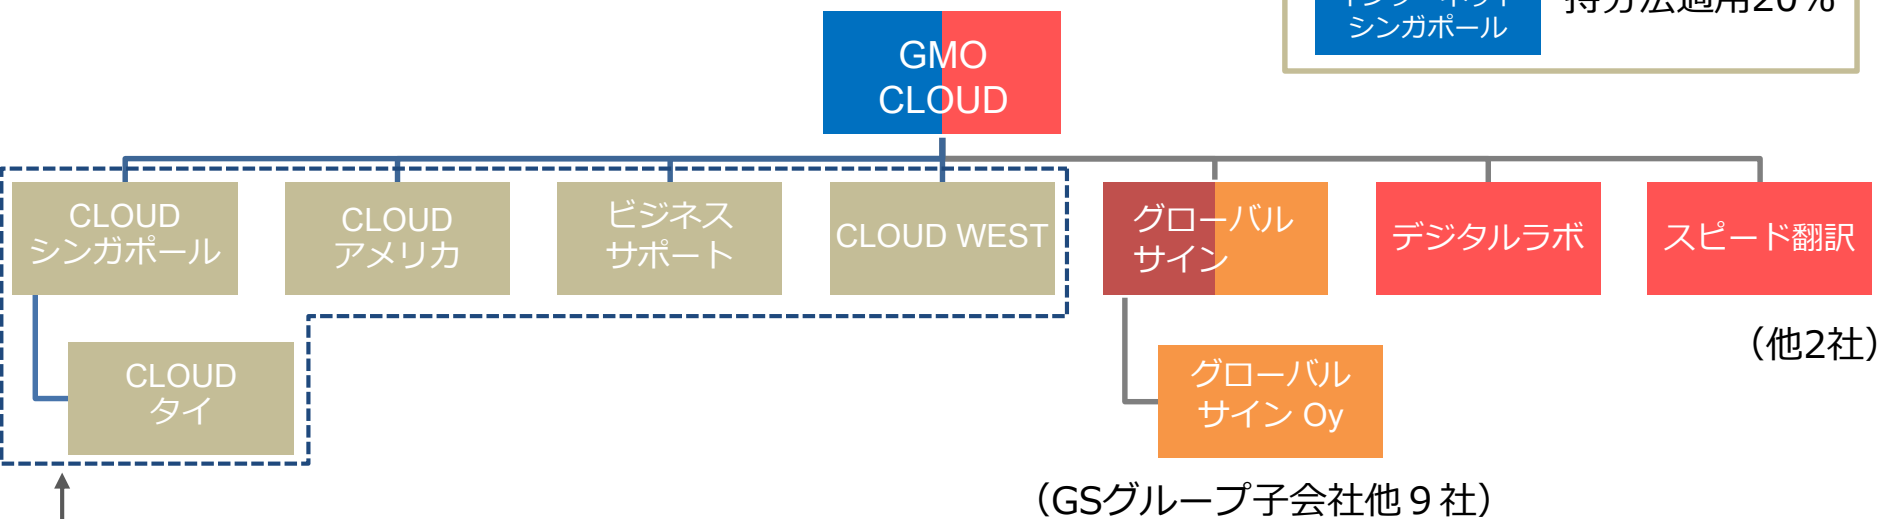 シンガポール
GMO
CLOUD
CLOUD
シンガポール
CLOUD
アメリカ
ビジネス
サポート
CLOUD WEST
グローバル
サイン
デジタルラボ
スピード翻訳
(他2社)
CLOUD
タイ
グローバル
サイン Oy
(GSグループ子会社他９社)